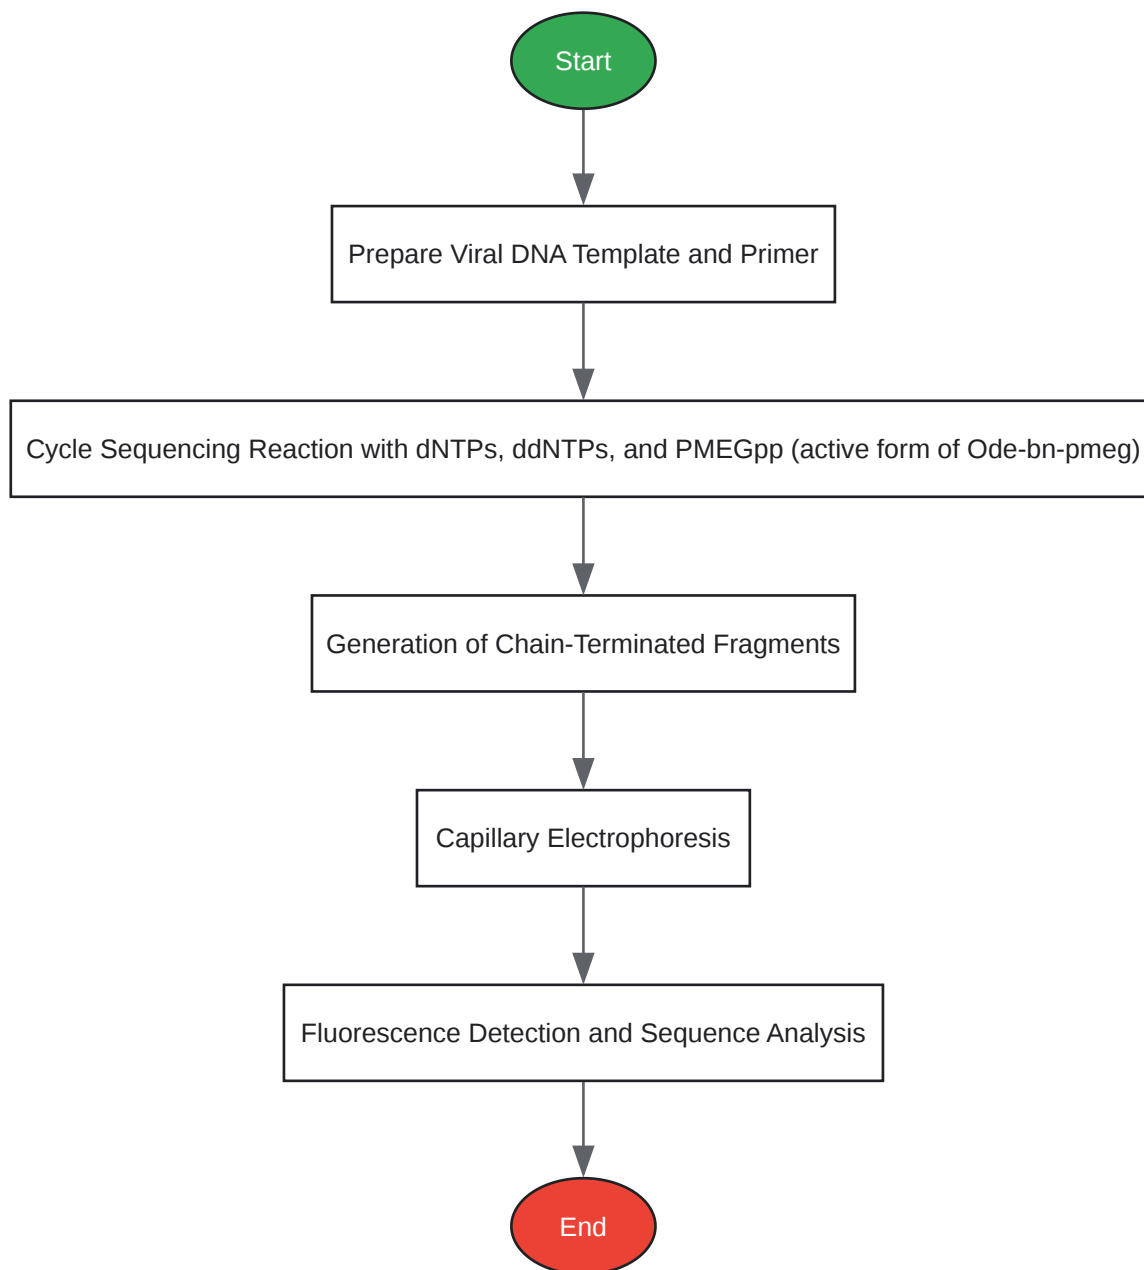 Start
Prepare Viral DNA Template and Primer
Cycle Sequencing Reaction with dNTPs, ddNTPs, and PMEGpp (active form of Ode-bn-pmeg)
Generation of Chain-Terminated Fragments
Capillary Electrophoresis
Fluorescence Detection and Sequence Analysis
End